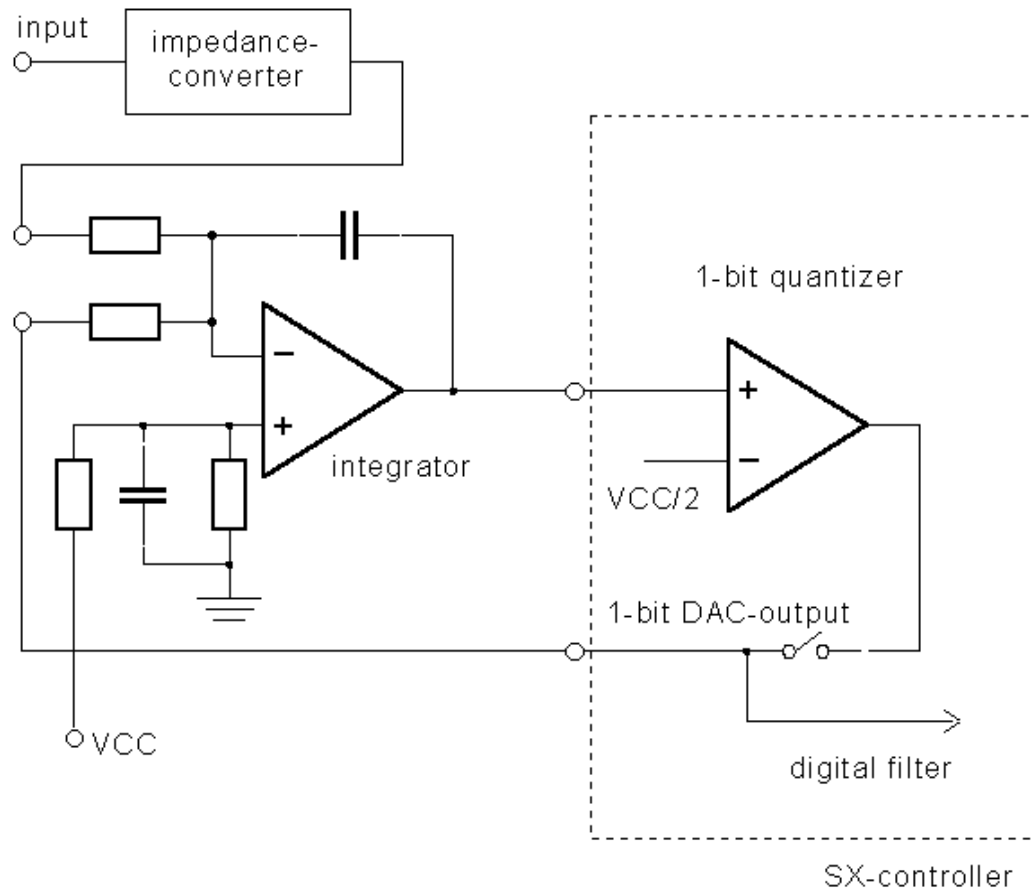 input
impedance-
converter
1-bit quantizer
−
+
integrator
+
−
VCC/2
1-bit DAC-output
VCC
digital filter
SX-controller